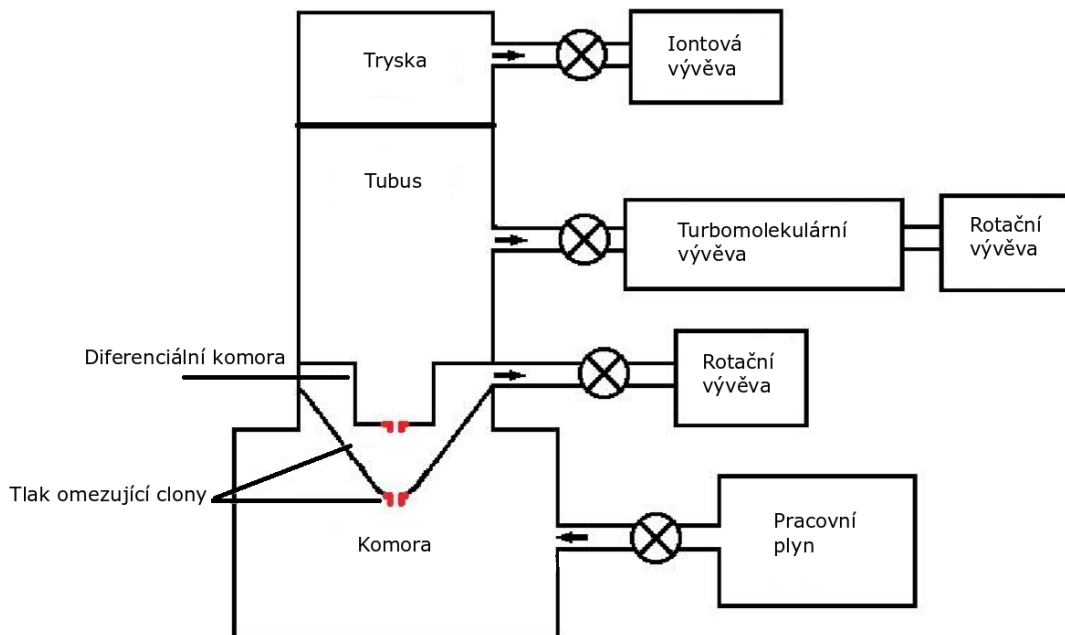 Tryska
Iontová
vývěva
Tubus
Turbomolekulární
vývěva
Rotační
vývěva
Diferenciální komora
Rotační
vývěva
Tlak omezující clony
Komora
Pracovní
plyn